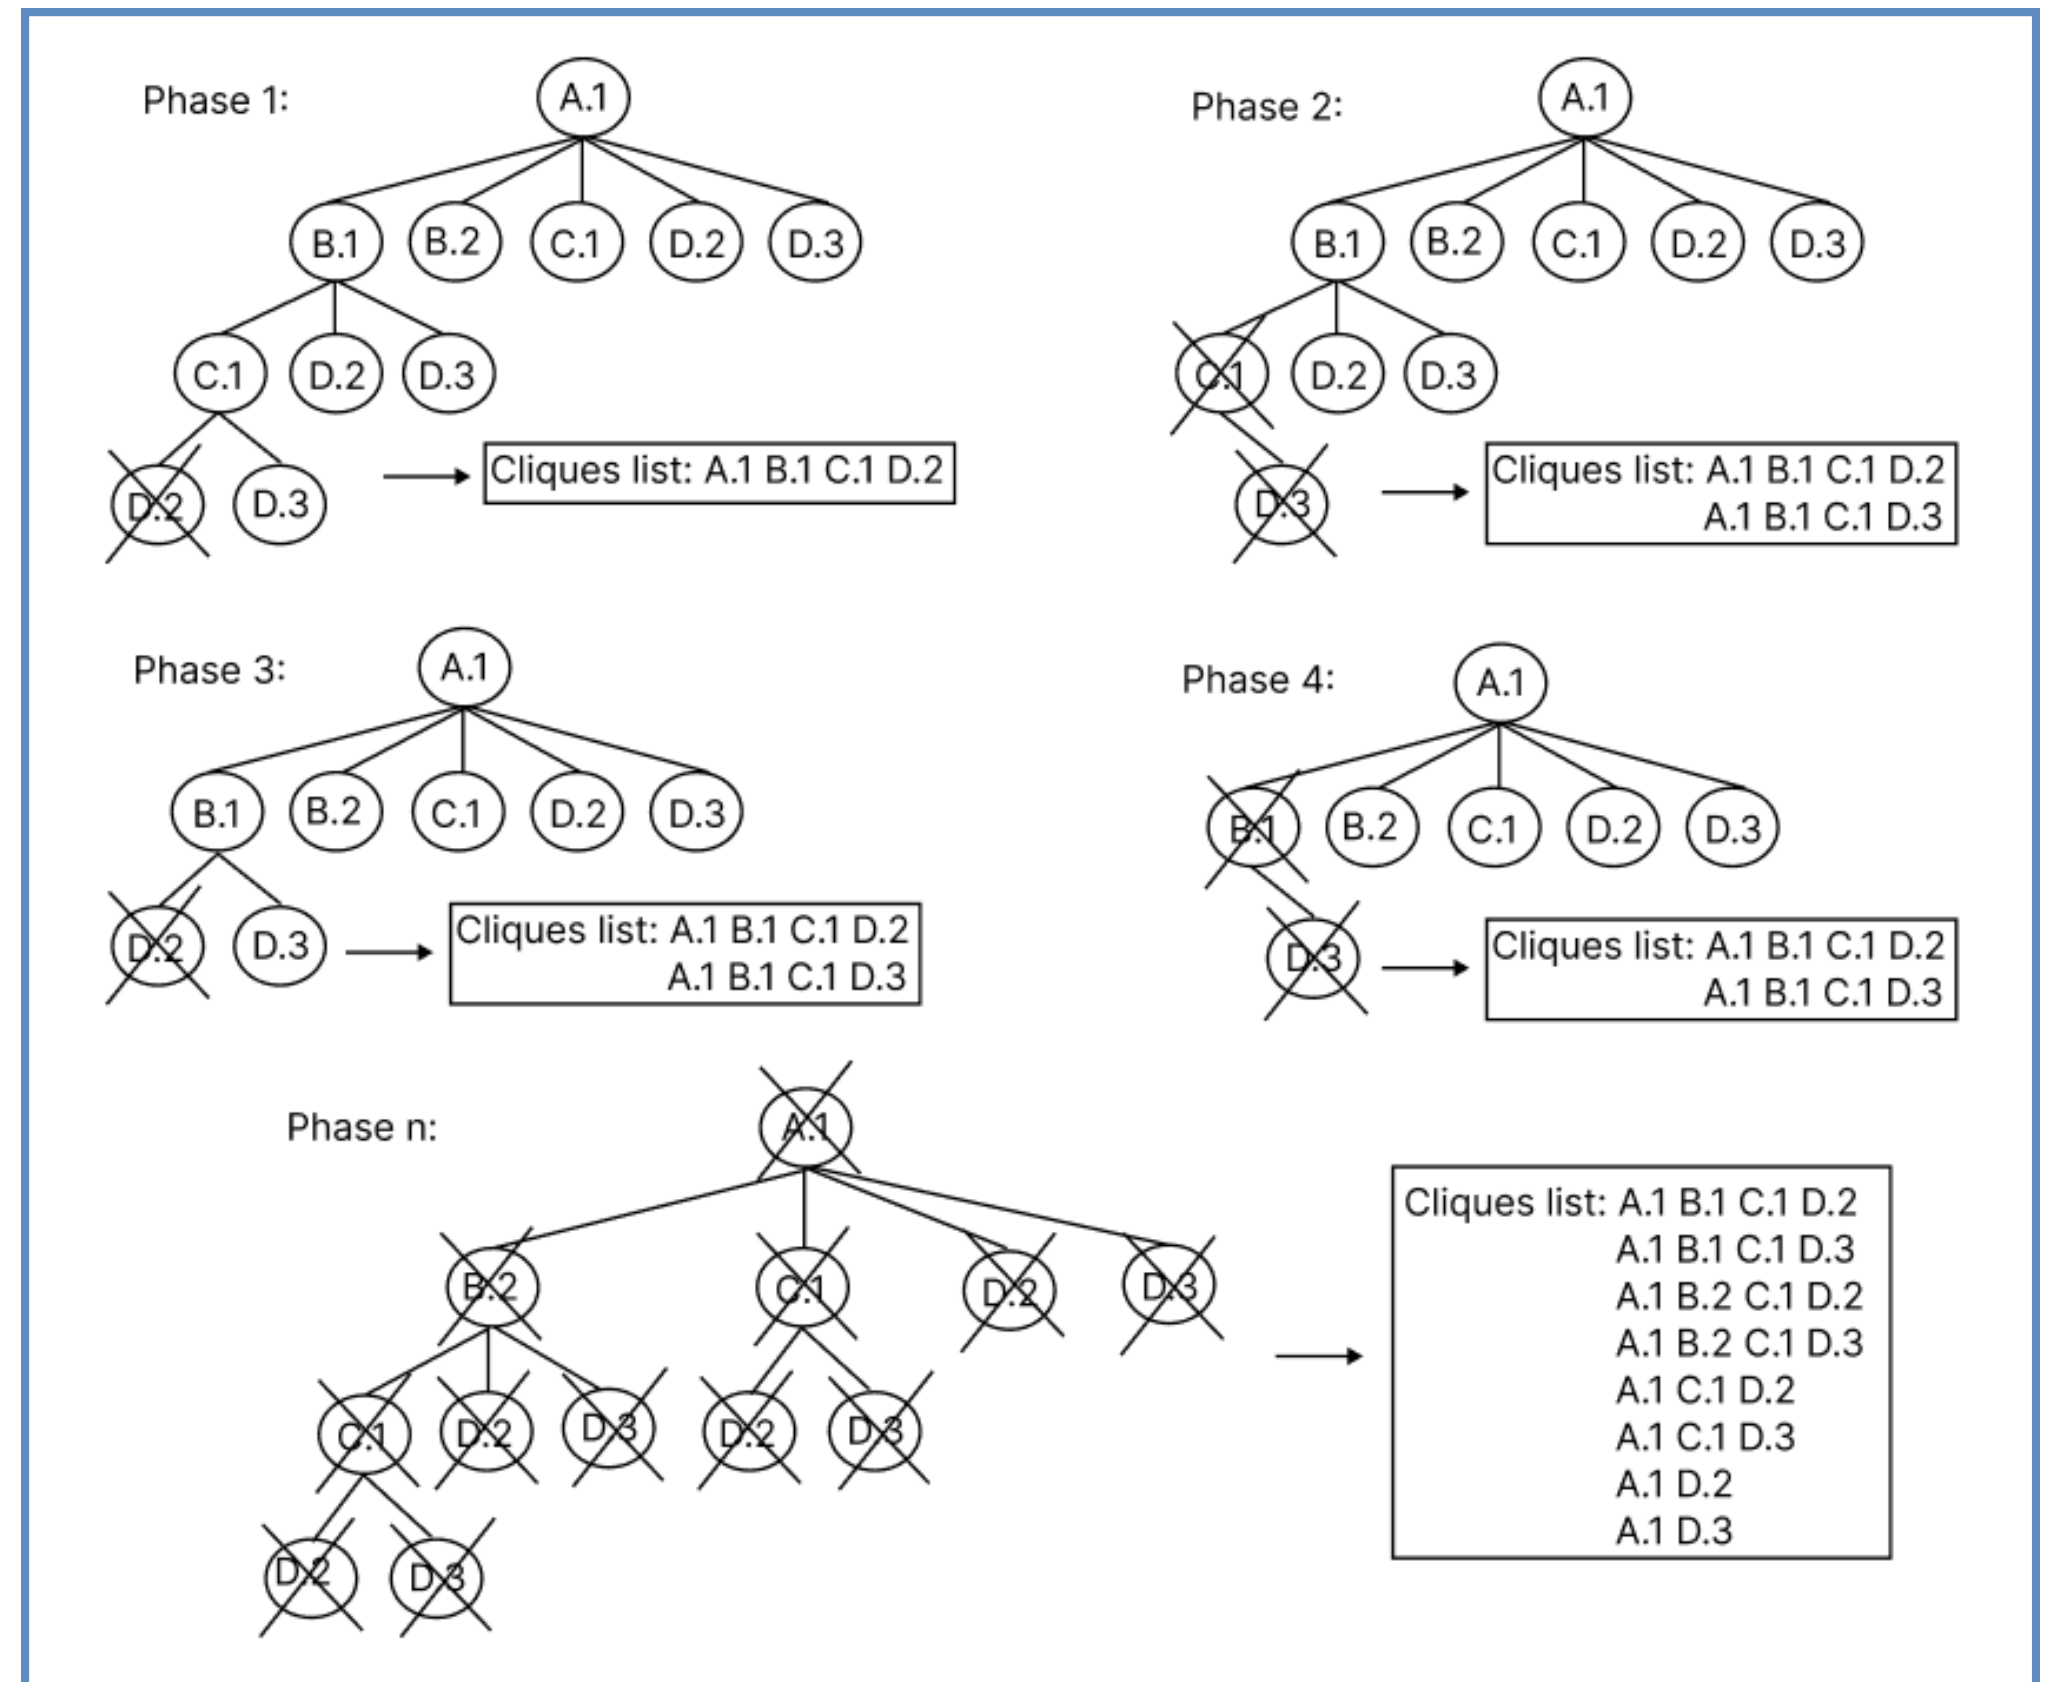 Phase 1:
A.1
B.1 B.2 C.1 D.2 D.3
C.1 D.2 D.3
D.2 D.3
Cliques list: A.1 B.1 C.1 D.2
Phase 2:
A.1
B.1 B.2 C.1 D.2 D.3
C.1 D.2 D.3
D.3
Cliques list: A.1 B.1 C.1 D.2
A.1 B.1 C.1 D.3
Phase 3:
A.1
B.1 B.2 C.1 D.2 D.3
D.2 D.3
Cliques list: A.1 B.1 C.1 D.2
A.1 B.1 C.1 D.3
Phase 4:
A.1
B.1 B.2 C.1 D.2 D.3
D.3
Cliques list: A.1 B.1 C.1 D.2
A.1 B.1 C.1 D.3
Phase n:
A.1
B.2 C.1 D.2 D.3
C.1 D.2 D.3 D.2 D.3
D.2 D.3
Cliques list: A.1 B.1 C.1 D.2
A.1 B.1 C.1 D.3
A.1 B.2 C.1 D.2
A.1 B.2 C.1 D.3
A.1 C.1 D.2
A.1 C.1 D.3
A.1 D.2
A.1 D.3